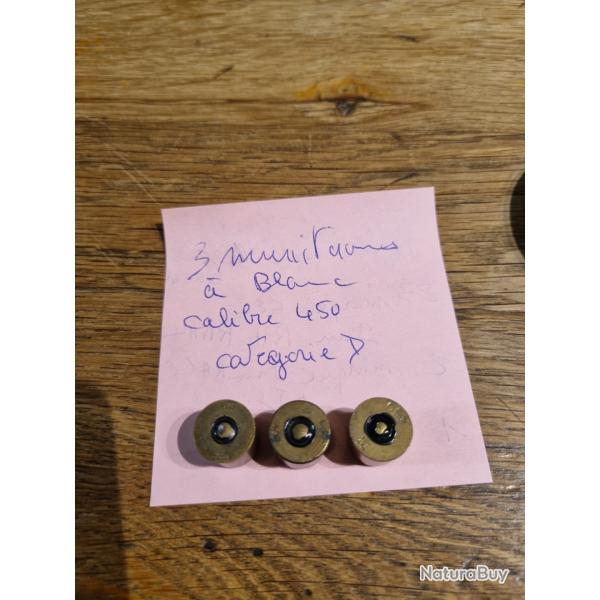 3 munitions
à Blanc
calibre 450
catégorie D
NaturaBuy